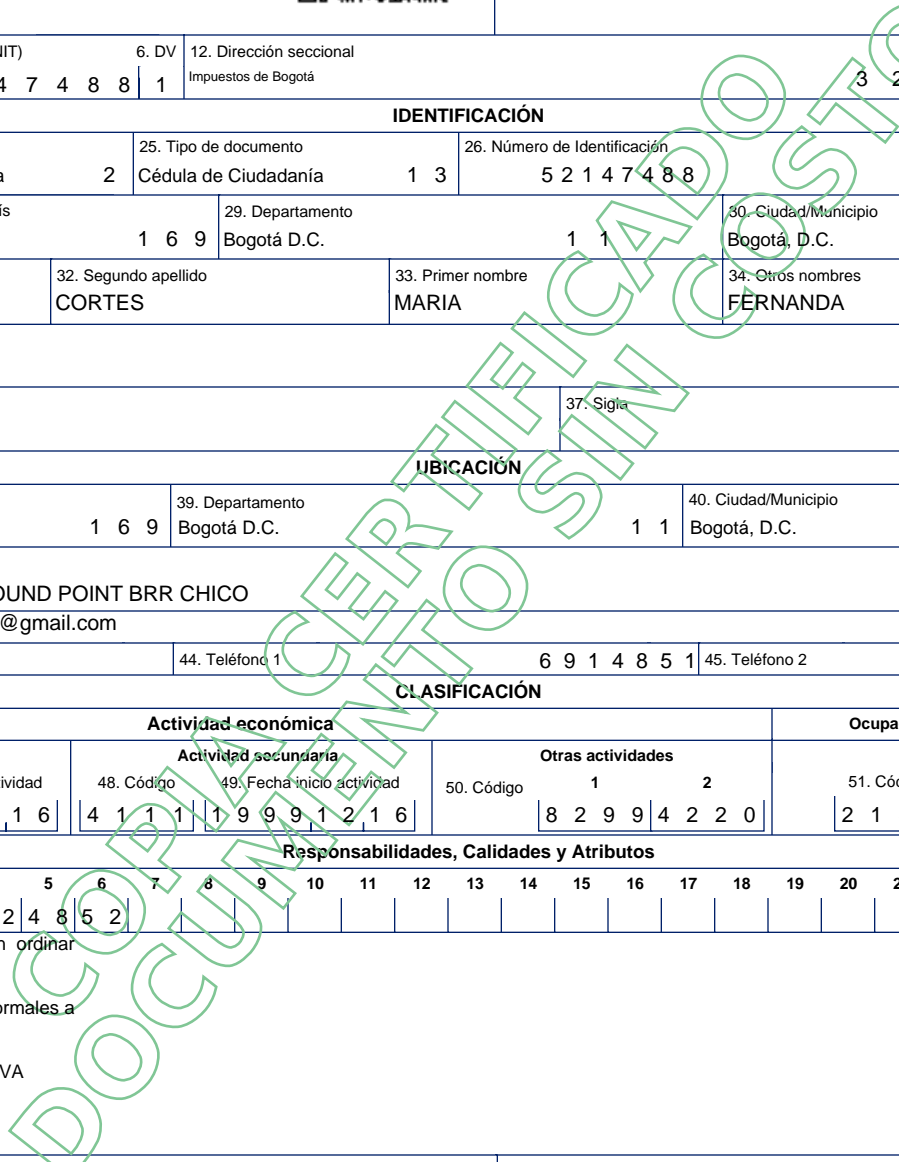 NIT) 6. DV 12. Dirección seccional
4 7 4 8 8 1 Impuestos de Bogotá 3 2
IDENTIFICACIÓN
25. Tipo de documento 26. Número de Identificación
a 2 Cédula de Ciudadanía 1 3 5 2 1 4 7 4 8 8
ís 29. Departamento 30. Ciudad/Municipio
1 6 9 Bogotá D.C. 1 1 Bogotá, D.C.
32. Segundo apellido 33. Primer nombre 34. Otros nombres
CORTES MARIA FERNANDA
37. Sigla
UBICACIÓN
39. Departamento 40. Ciudad/Municipio
1 6 9 Bogotá D.C. 1 1 Bogotá, D.C.
OUND POINT BRR CHICO
@gmail.com
44. Teléfono 1 6 9 1 4 8 5 1 45. Teléfono 2
CLASIFICACIÓN
Actividad económica Ocupa
Actividad secundaria Otras actividades
ividad 48. Código 49. Fecha inicio actividad 50. Código 1 2 51. Cód
1 6 4 1 1 1 1 9 9 9 1 2 1 6 8 2 9 9 4 2 2 0 2 1
Responsabilidades, Calidades y Atributos
5 6 7 8 9 10 11 12 13 14 15 16 17 18 19 20 2
2 4 8 5 2
n ordinar
ormales a
VA
COPIA CERTIFICADO
DOCUMENTO SIN COSTO